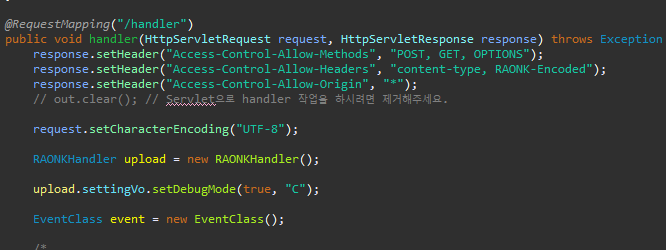 @RequestMapping("/handler")
public void handler(HttpServletRequest request, HttpServletResponse response) throws Exception
response.setHeader("Access-Control-Allow-Methods", "POST, GET, OPTIONS");
response.setHeader("Access-Control-Allow-Headers", "content-type, RAONK-Encoded");
response.setHeader("Access-Control-Allow-Origin", "*");
// out.clear(); // Servlet으로 handler 작업을 하시려면 제거해주세요.
request.setCharacterEncoding("UTF-8");
RAONKHandler upload = new RAONKHandler();
upload.settingVo.setDebugMode(true, "C");
EventClass event = new EventClass();
/*